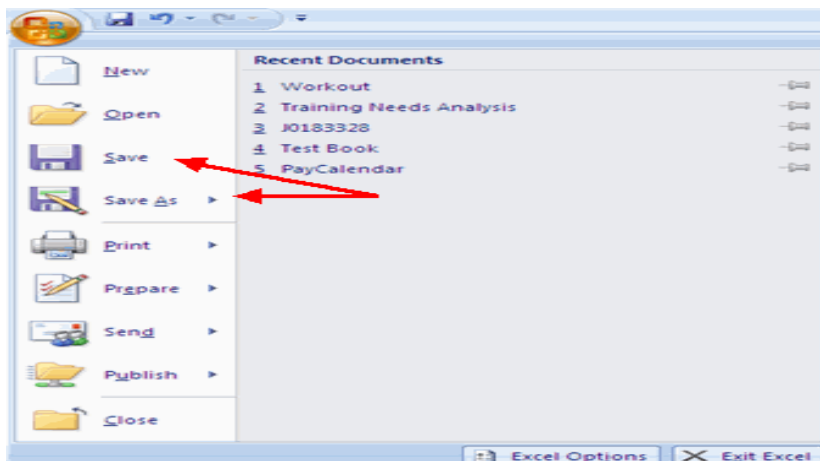 New
Open
Save
Save As
Print
Prepare
Send
Publish
Close
Recent Documents
1 Workout
2 Training Needs Analysis
3 J0183328
4 Test Book
5 PayCalendar
Excel Options
Exit Excel